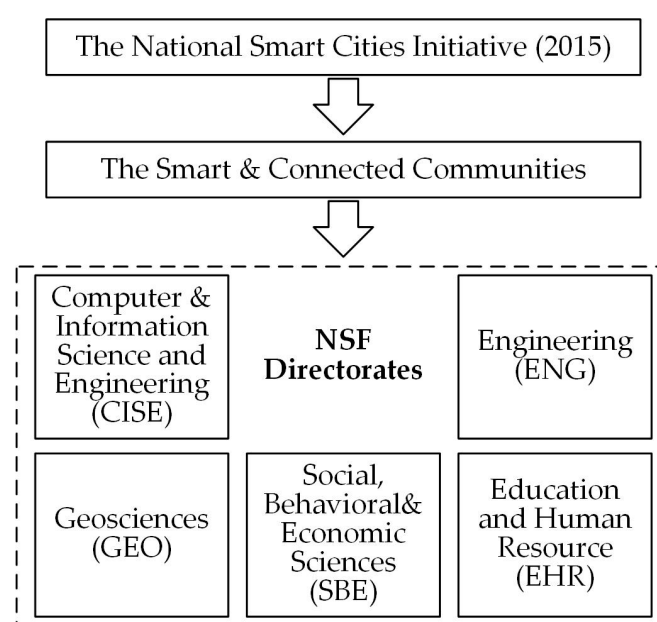 The National Smart Cities Initiative (2015)
The Smart & Connected Communities
Computer &
Information
Science and
Engineering
(CISE)
NSF
Directorates
Engineering
(ENG)
Geosciences
(GEO)
Social,
Behavioral&
Economic
Sciences
(SBE)
Education
and Human
Resource
(EHR)